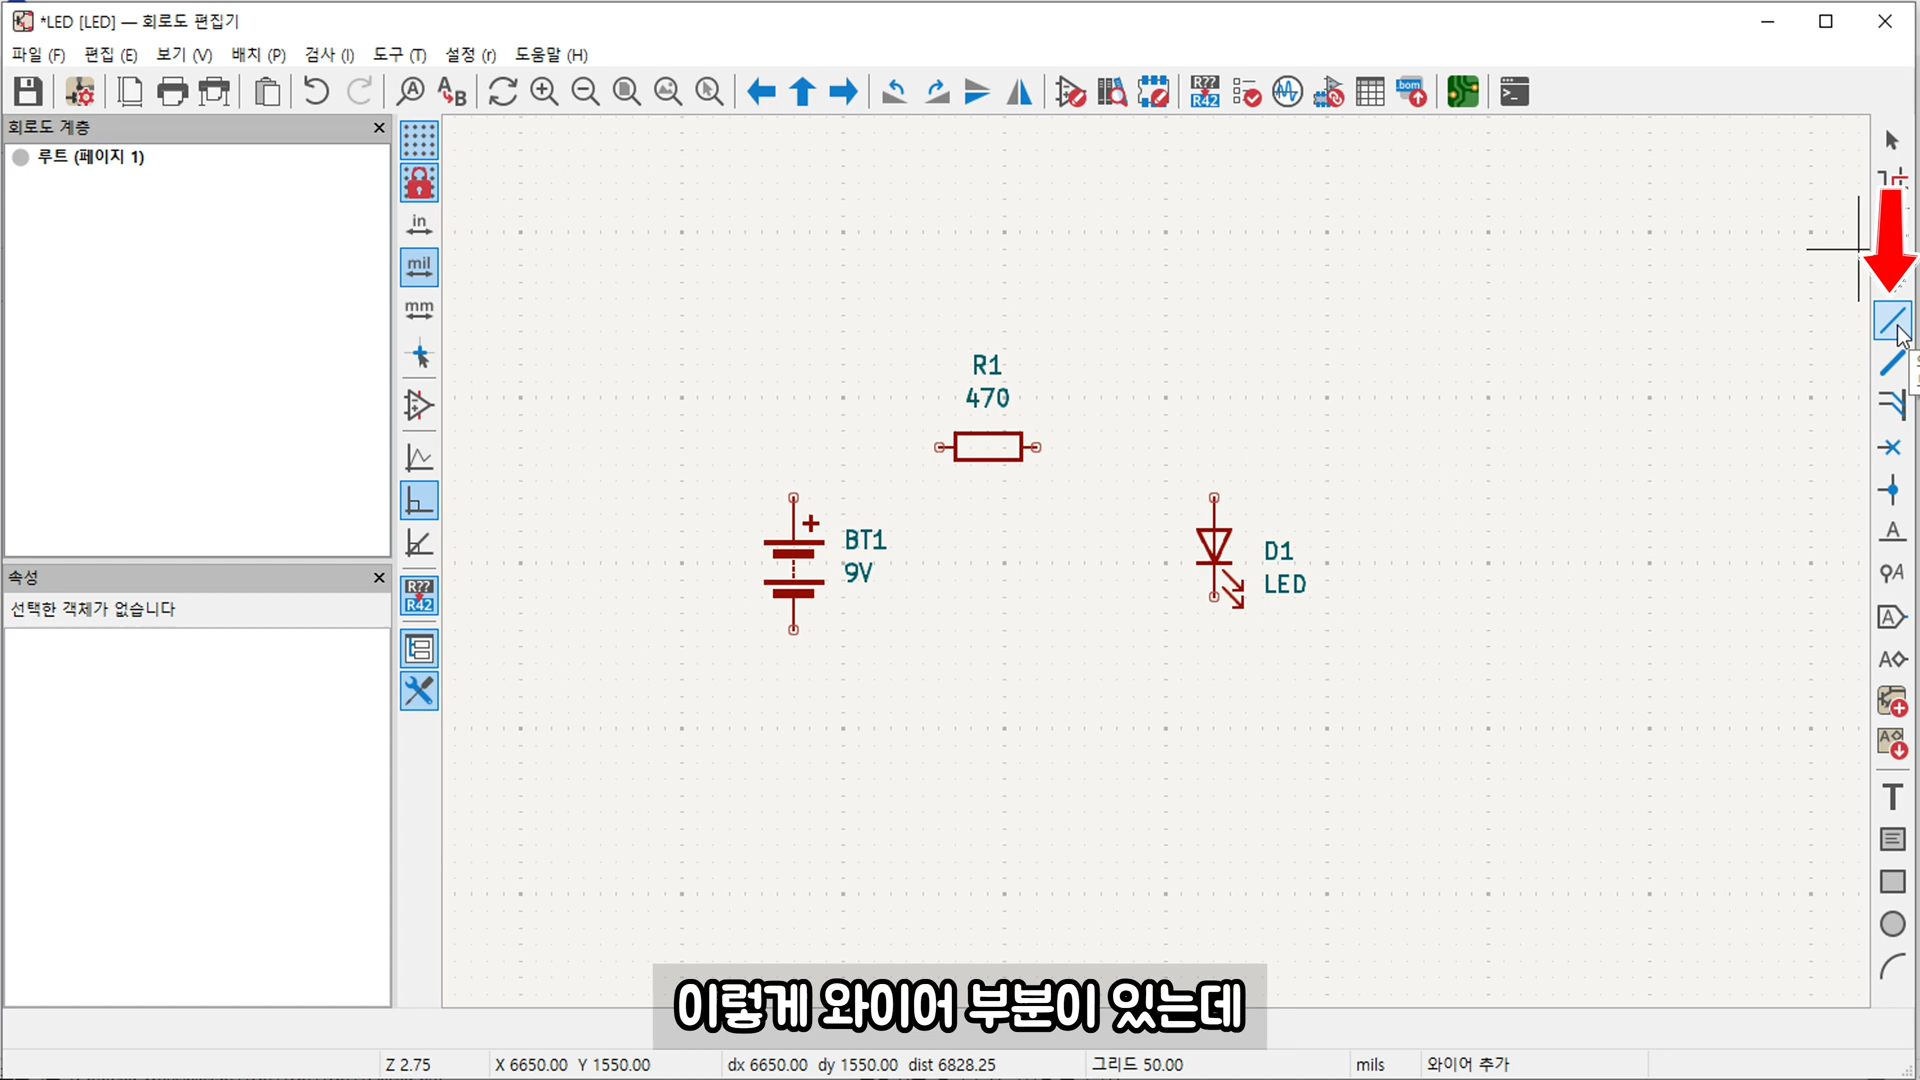 *LED [LED] — 회로도 편집기
파일 (F) 편집 (E) 보기 (V) 배치 (P) 검사 (I) 도구 (T) 설정 (r) 도움말 (H)
A
A B
R??
R42
.bom
회로도 계층
루트 (페이지 1)
in
mil
mm
R??
R42
속성
선택한 객체가 없습니다
R1
470
BT1
9V
D1
LED
A
A
A
A
A
T
이렇게 와이어 부분이 있는데
Z 2.75 X 6650.00 Y 1550.00 dx 6650.00 dy 1550.00 dist 6828.25 그리드 50.00 mils 와이어 추가